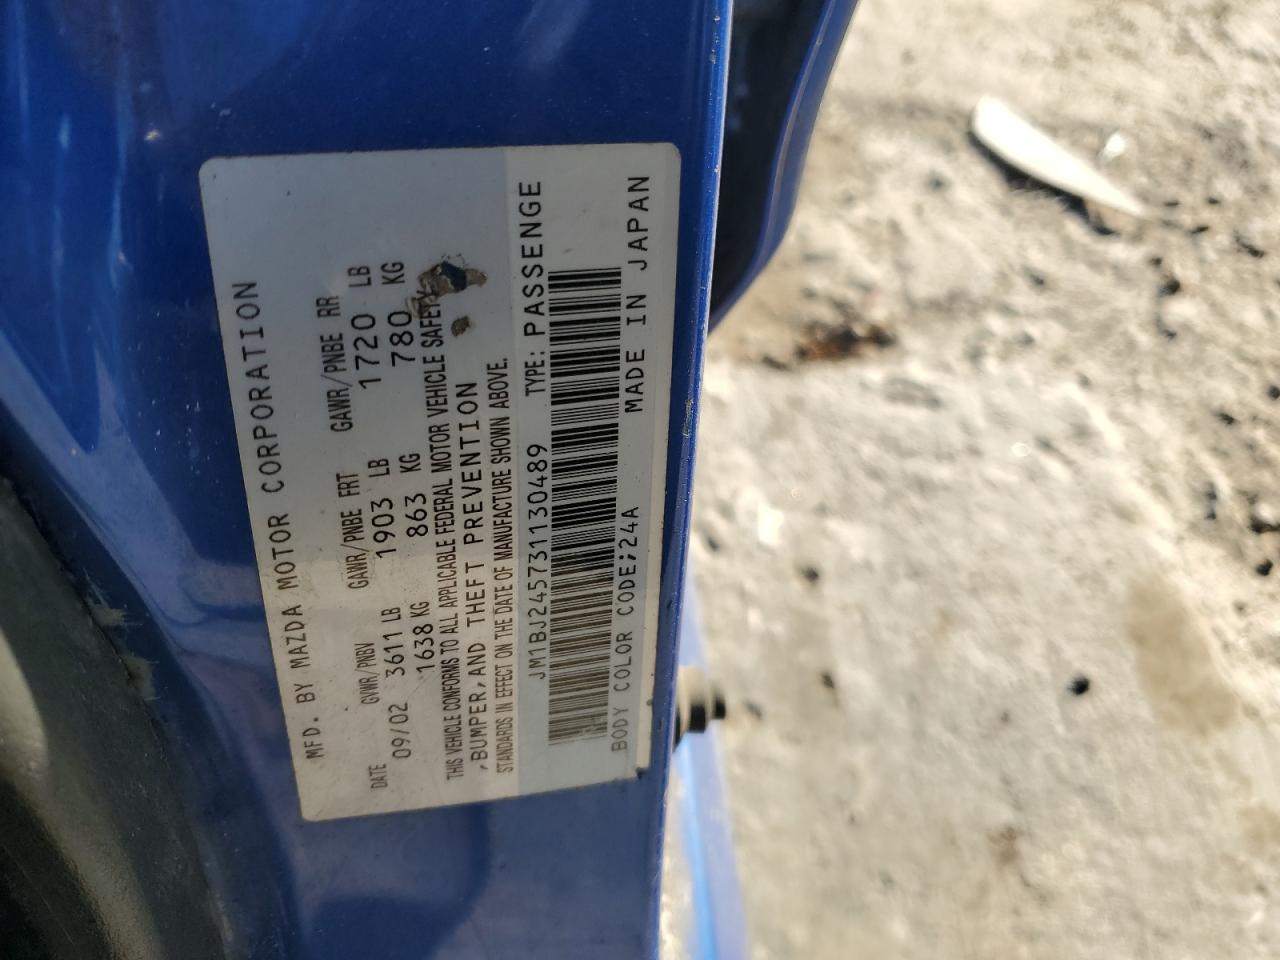 MFD. BY MAZDA MOTOR CORPORATION
DATE GVWR/PNBV GAWR/PNBE FRT GAWR/PNBE RR
09/02 3611 LB 1903 LB 1720 LB
1638 KG 863 KG 780 KG
THIS VEHICLE CONFORMS TO ALL APPLICABLE FEDERAL MOTOR VEHICLE SAFETY
,BUMPER,AND THEFT PREVENTION
STANDARDS IN EFFECT ON THE DATE OF MANUFACTURE SHOWN ABOVE.
JM1BJ245731130489 TYPE: PASSENGE
BODY COLOR CODE;24A MADE IN JAPAN